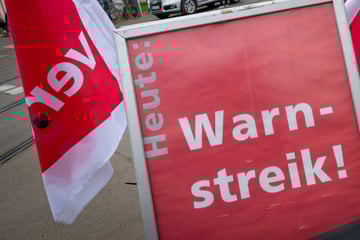 ver
Heute:
Warn-
streik!